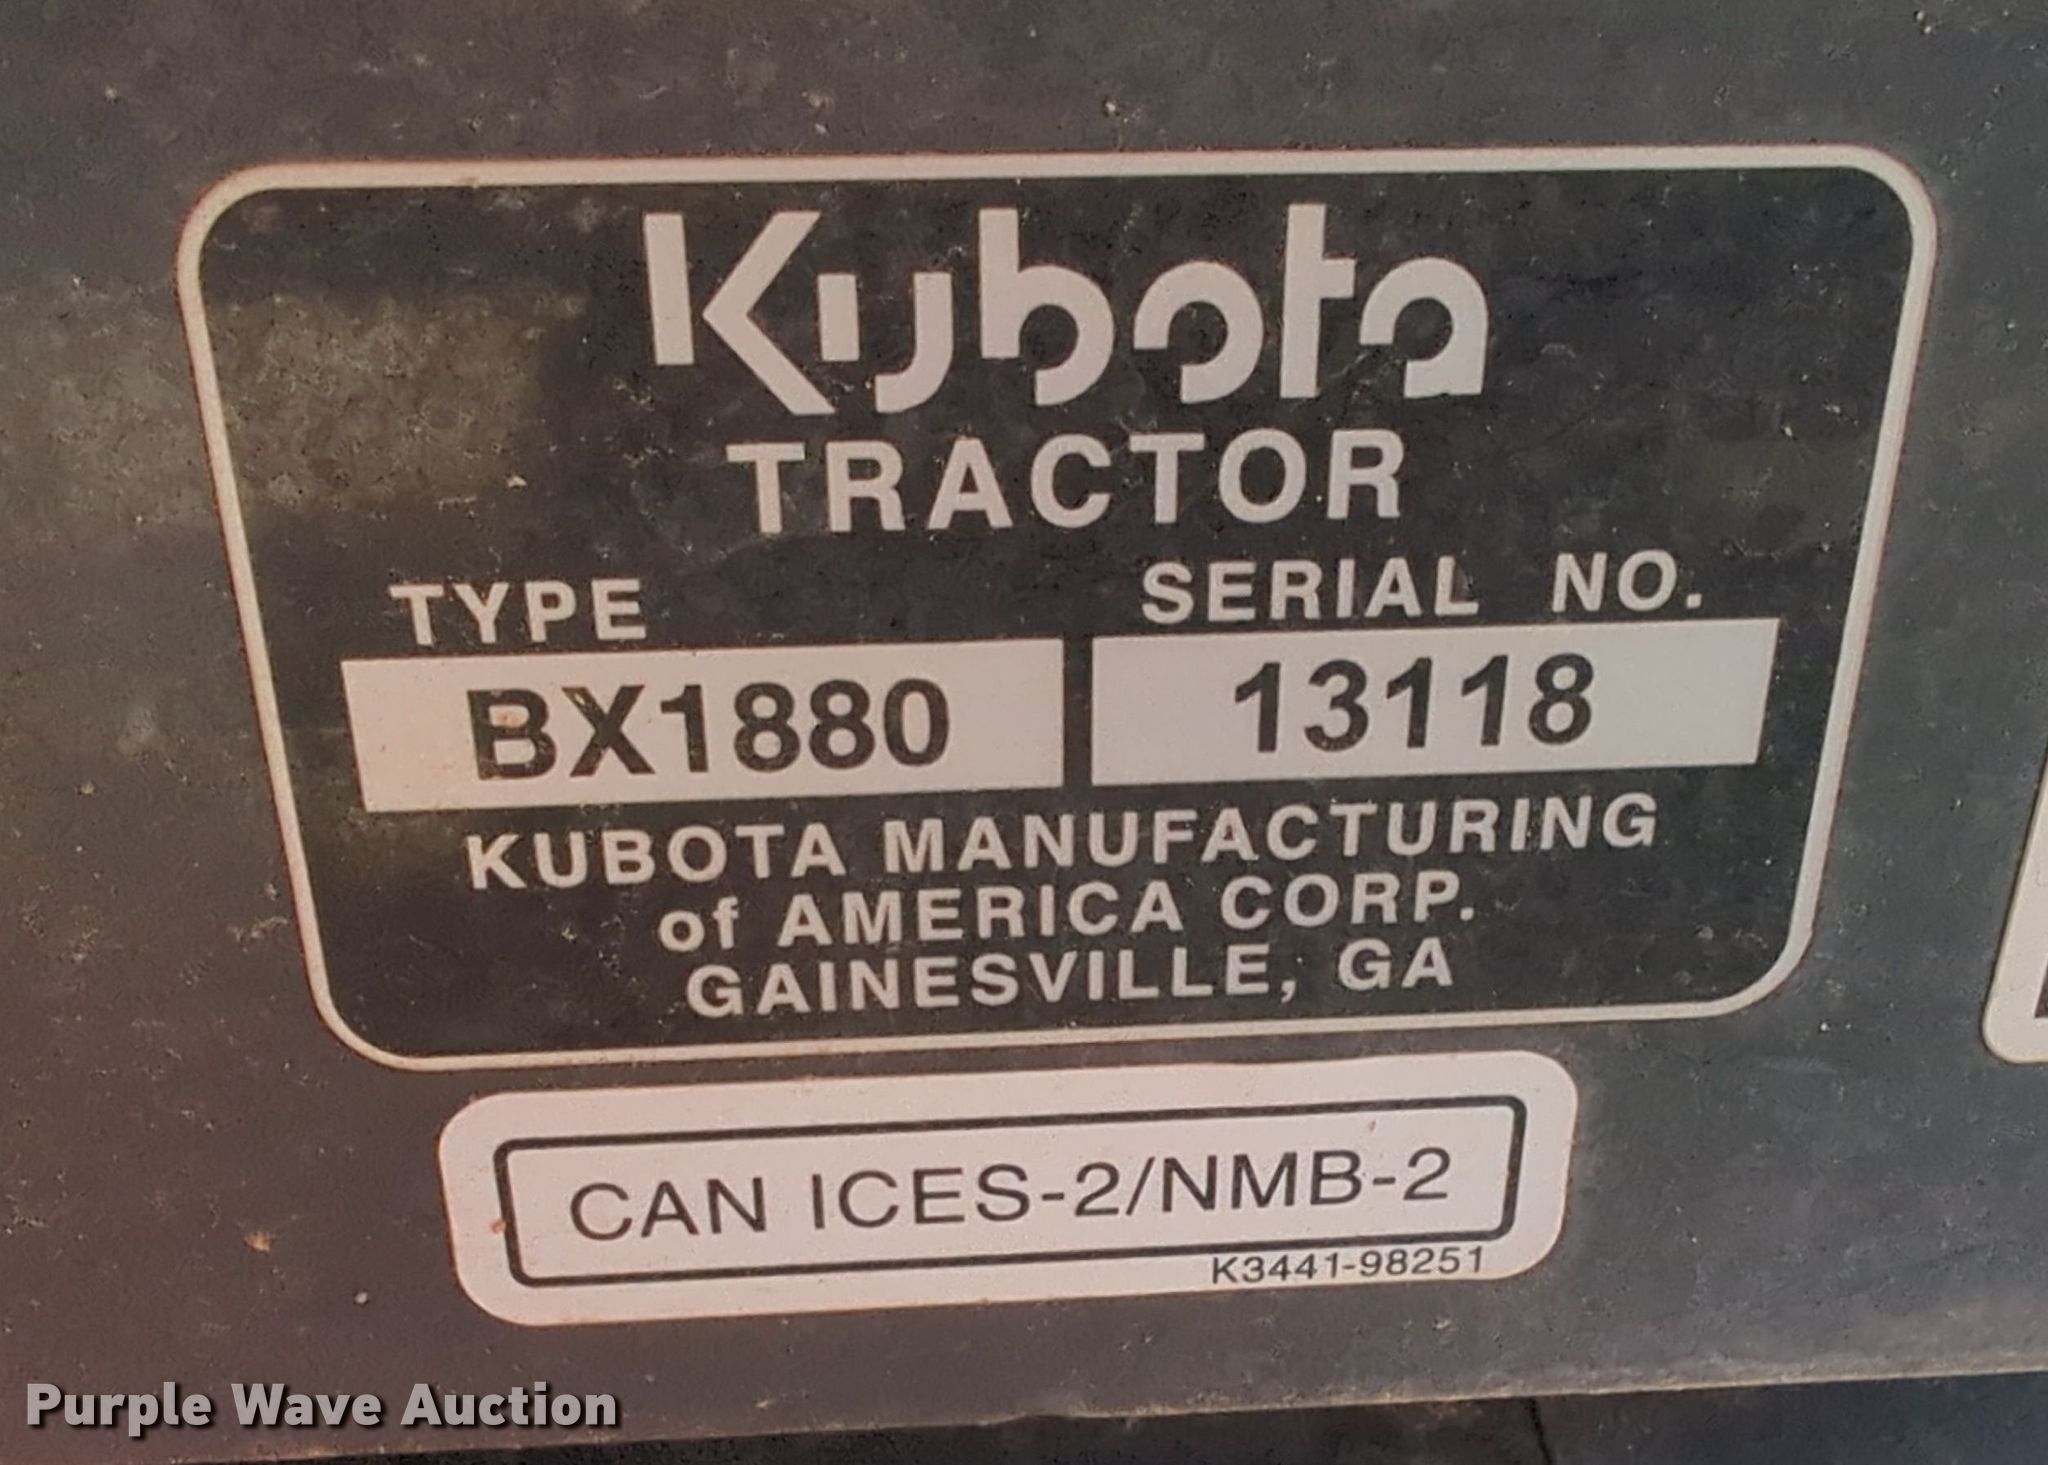 Kubota
TRACTOR
TYPE SERIAL NO.
BX1880 13118
KUBOTA MANUFACTURING
of AMERICA CORP.
GAINESVILLE, GA
CAN ICES-2/NMB-2
K3441-98251
Purple Wave Auction